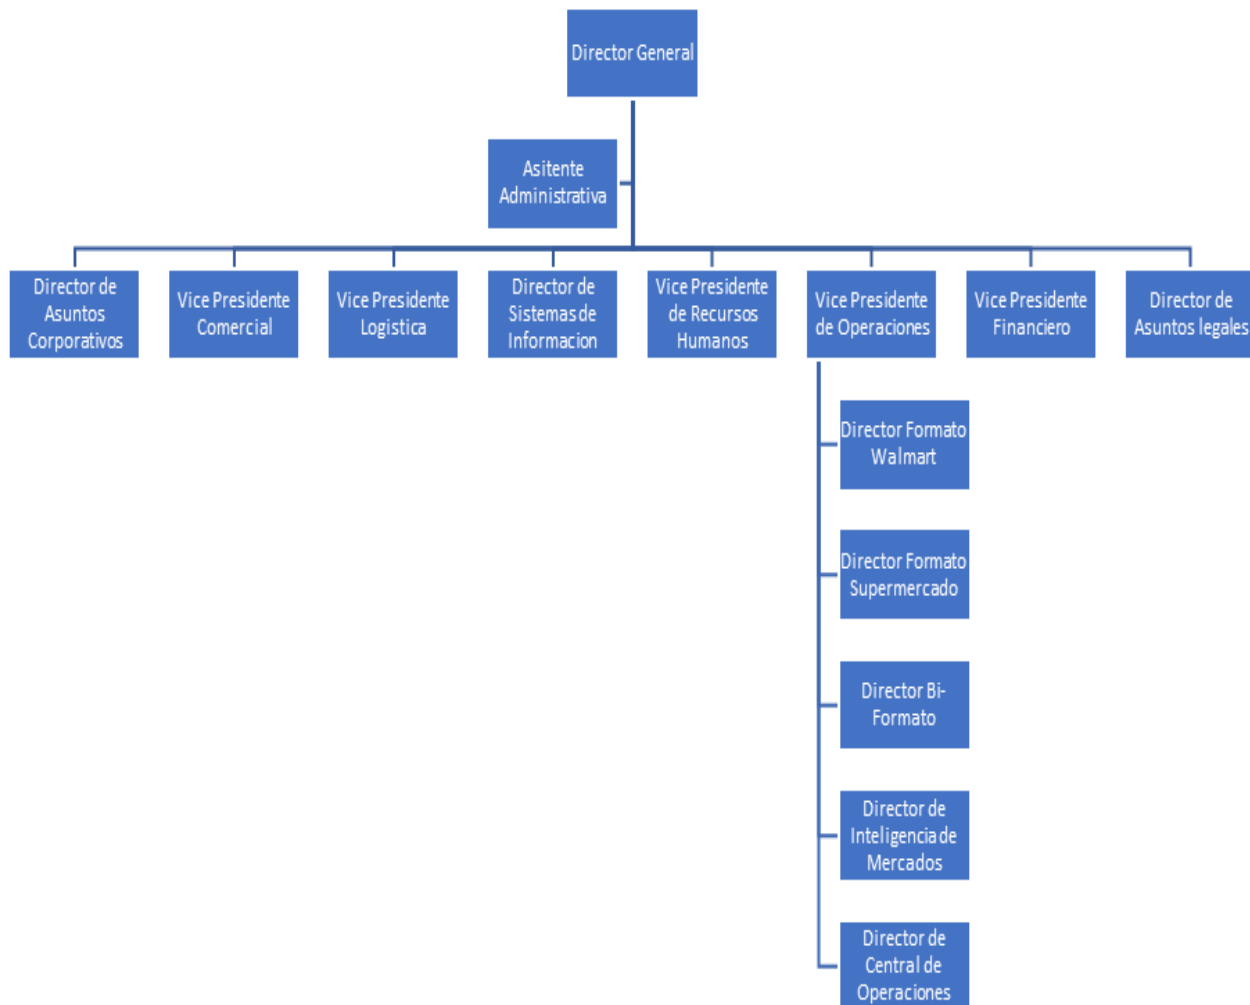 Director General
Asitente
Administrativa
Director de
Asuntos
Corporativos
Vice Presidente
Comercial
Vice Presidente
Logistica
Director de
Sistemas de
Informacion
Vice Presidente
de Recursos
Humanos
Vice Presidente
de Operaciones
Vice Presidente
Financiero
Director de
Asuntos legales
Director Formato
Walmart
Director Formato
Supermercado
Director Bi-
Formato
Director de
Inteligencia de
Mercados
Director de
Central de
Operaciones